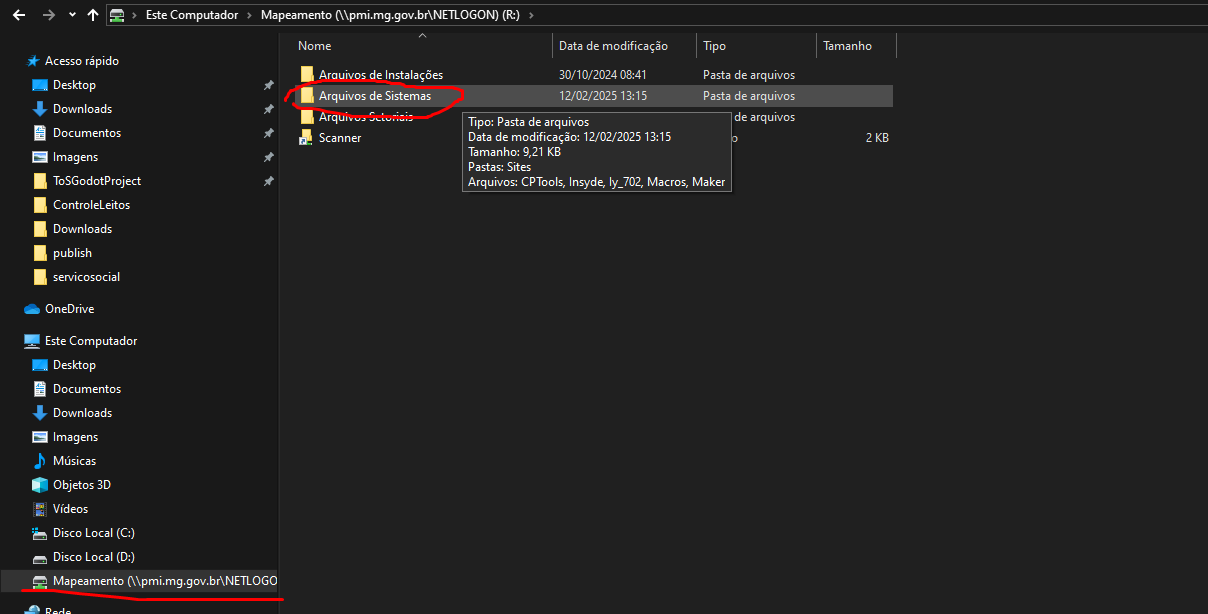 Este Computador > Mapeamento (\\pmi.mg.gov.br\NETLOGON) (R:) >
Nome Data de modificação Tipo Tamanho
Acesso rápido
Desktop
Downloads
Documentos
Imagens
ToSGodotProject
ControleLeitos
Downloads
publish
servicosocial
OneDrive
Este Computador
Desktop
Documentos
Downloads
Imagens
Músicas
Objetos 3D
Vídeos
Disco Local (C:)
Disco Local (D:)
Mapeamento (\\pmi.mg.gov.br\NETLOGO
Rede
Arquivos de Instalações 30/10/2024 08:41 Pasta de arquivos
Arquivos de Sistemas 12/02/2025 13:15 Pasta de arquivos
Arquivos Setoriais de arquivos
Scanner o 2 KB
Tipo: Pasta de arquivos
Data de modificação: 12/02/2025 13:15
Tamanho: 9,21 KB
Pastas: Sites
Arquivos: CPTools, Insyde, ly_702, Macros, Maker